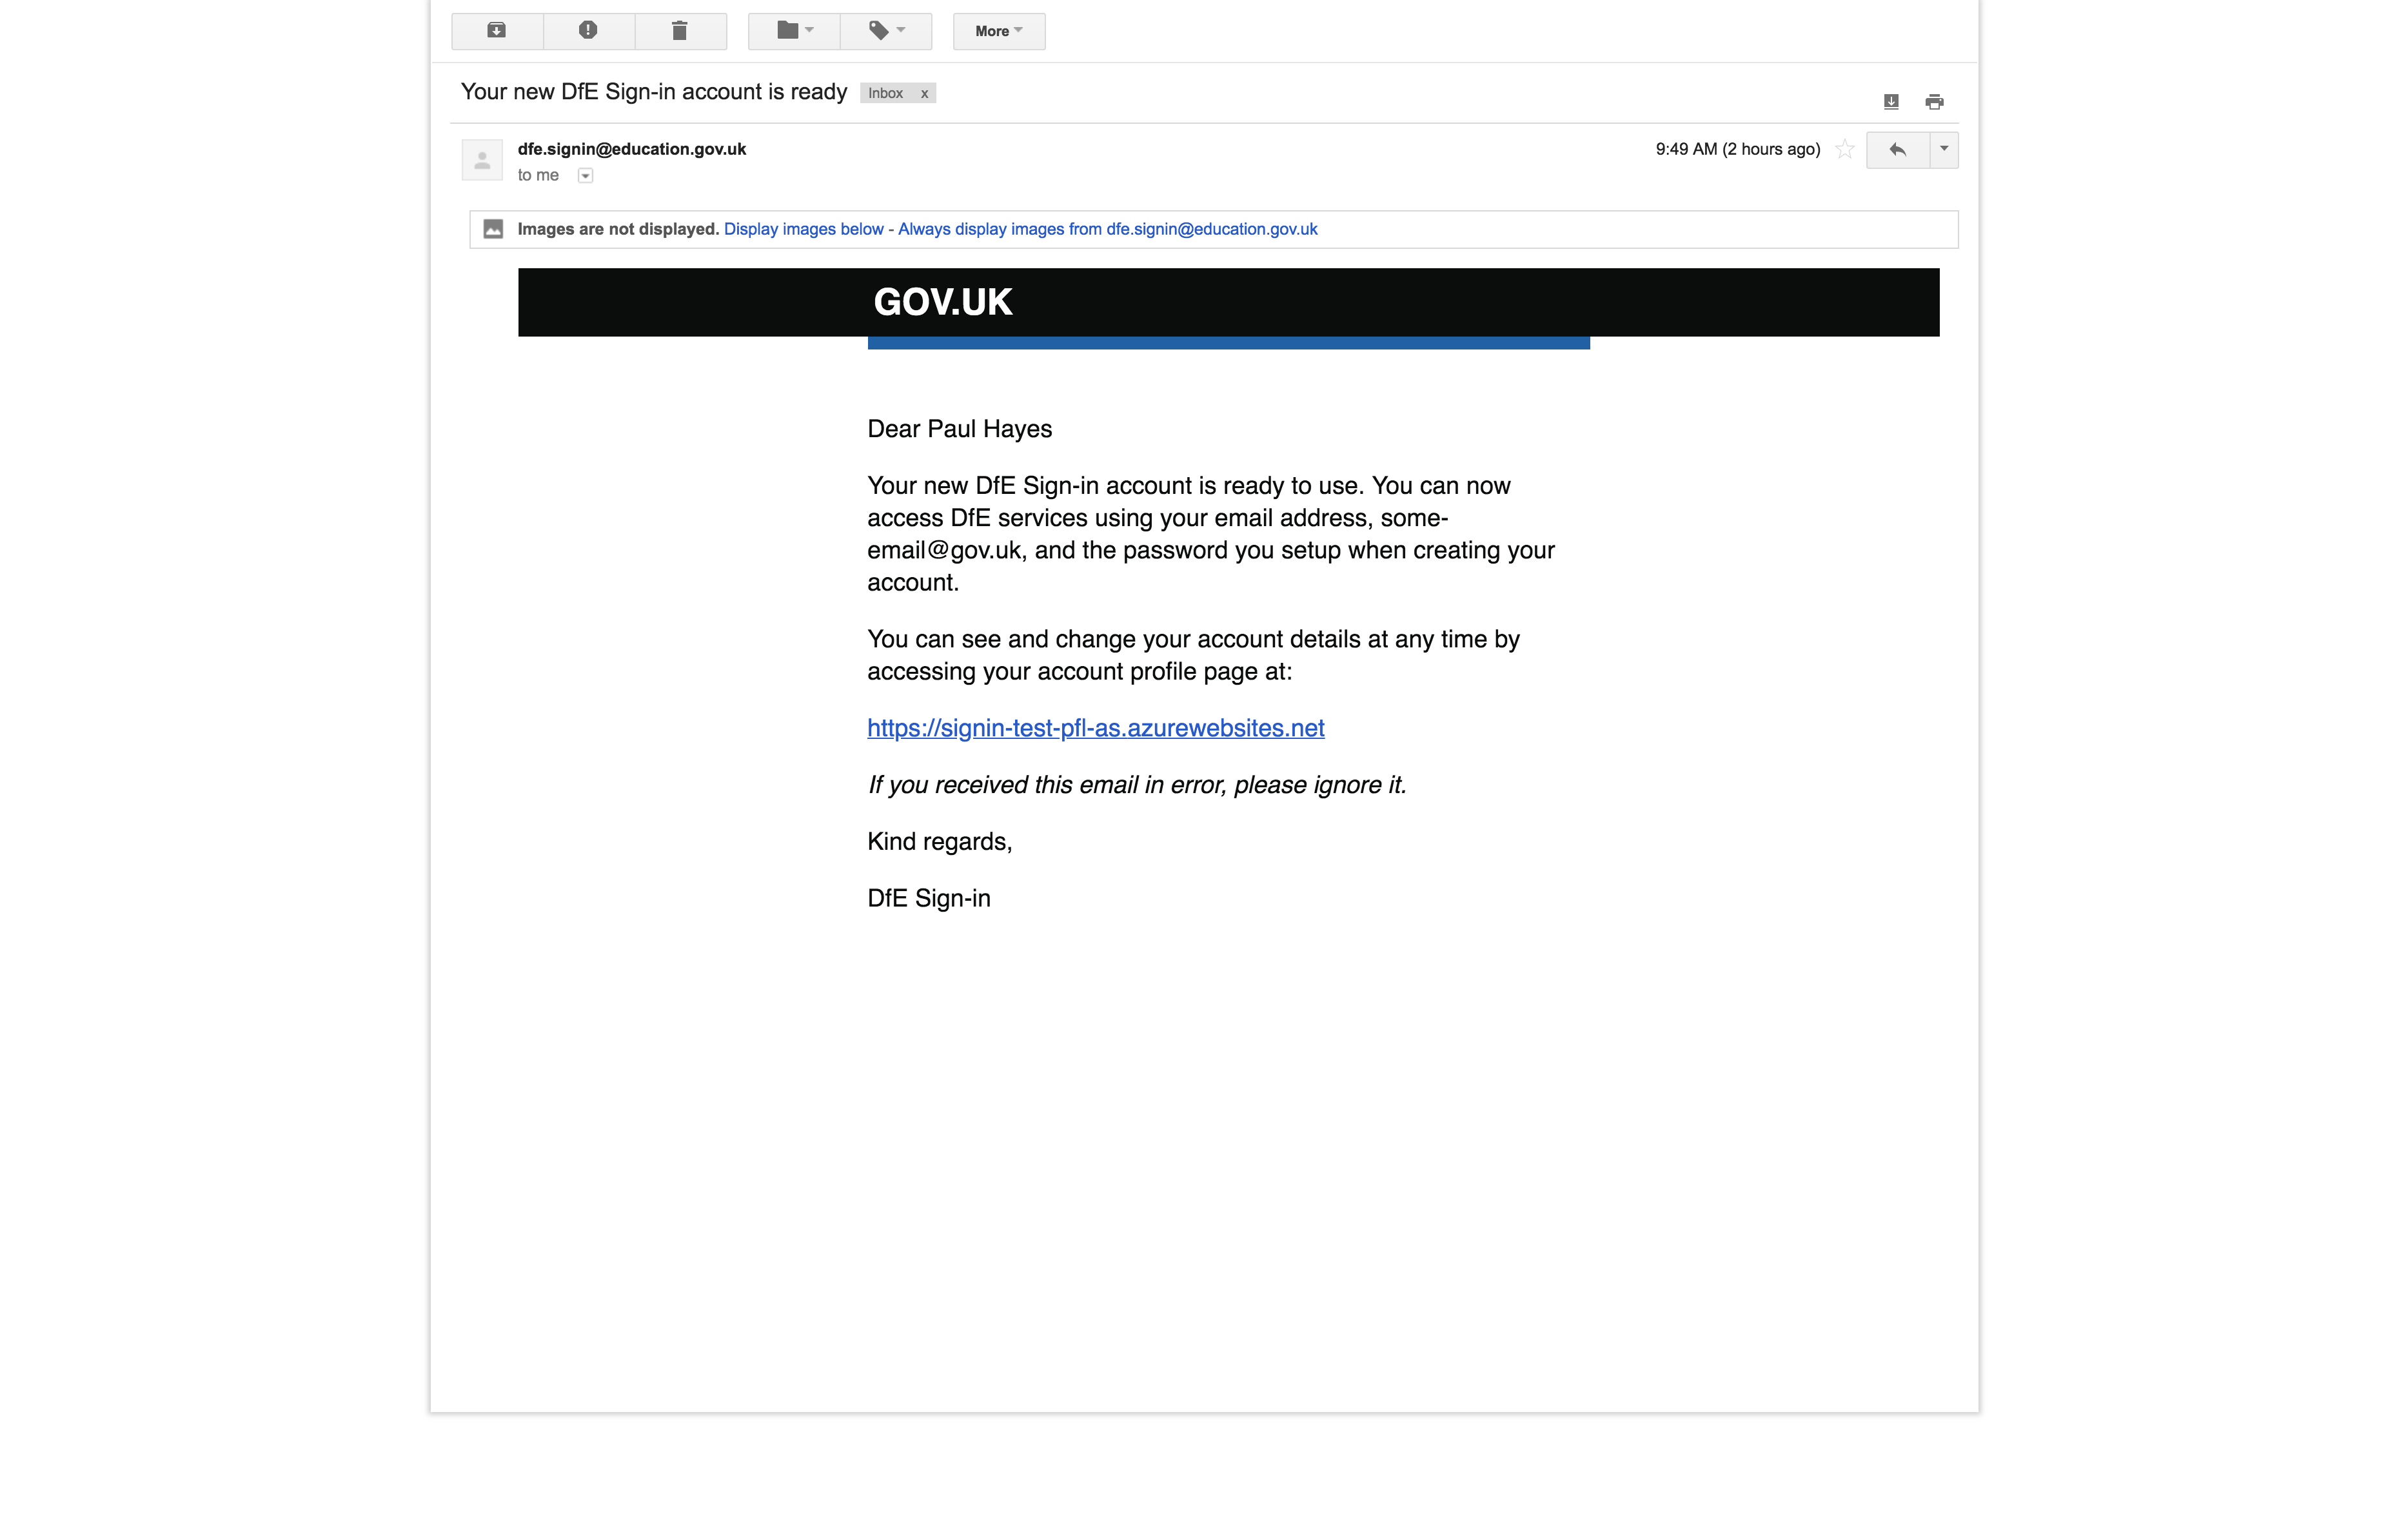 More
Your new DfE Sign-in account is ready Inbox x
dfe.signin@education.gov.uk 9:49 AM (2 hours ago)
to me
Images are not displayed. Display images below - Always display images from dfe.signin@education.gov.uk
GOV.UK
Dear Paul Hayes
Your new DfE Sign-in account is ready to use. You can now
access DfE services using your email address, some-
email@gov.uk, and the password you setup when creating your
account.
You can see and change your account details at any time by
accessing your account profile page at:
https://signin-test-pfl-as.azurewebsites.net
If you received this email in error, please ignore it.
Kind regards,
DfE Sign-in